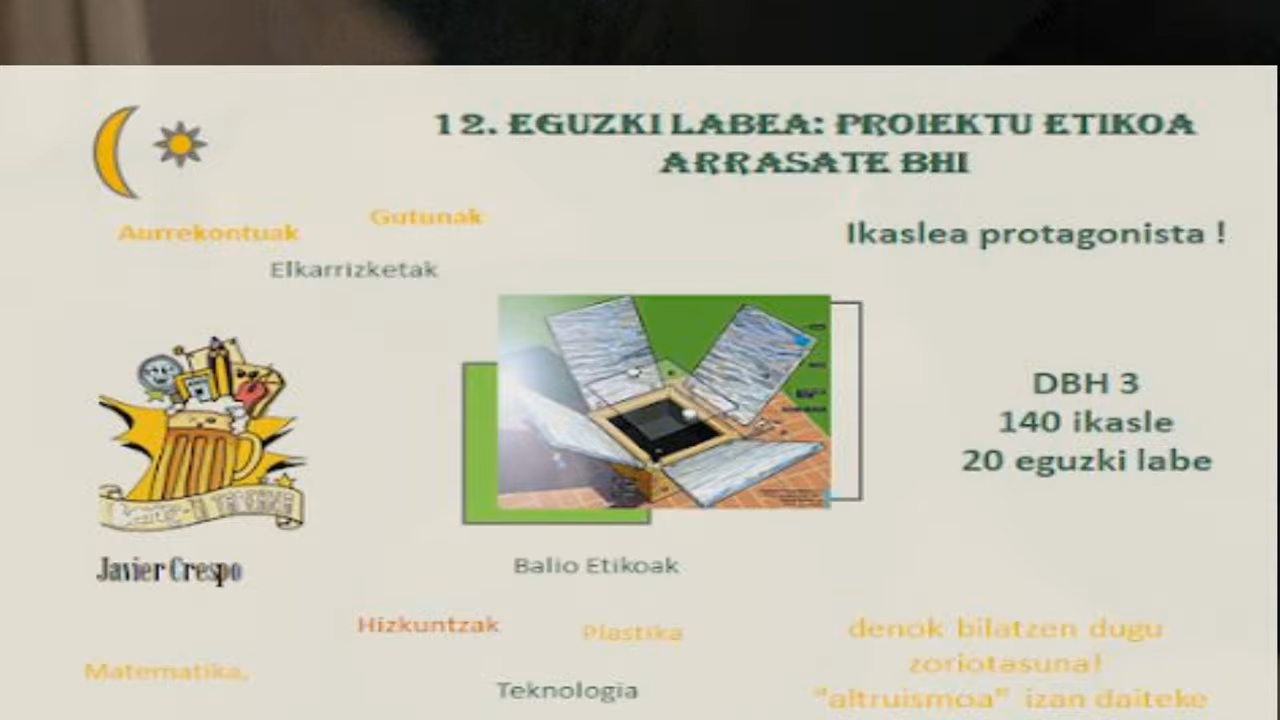 12. EGUZKI LABEA: PROIEKTU ETIKOA
ARRASATE BHI
Gutunak
Aurrekontuak
Ikaslea protagonista !
Elkarrizketak
DBH 3
140 ikasle
20 eguzki labe
Javier Crespo
Balio Etikoak
Hizkuntzak
Plastika
denok bilatzen dugu
zoriotasuna!
Matematika,
Teknologia
"altruismoa" izan daiteke